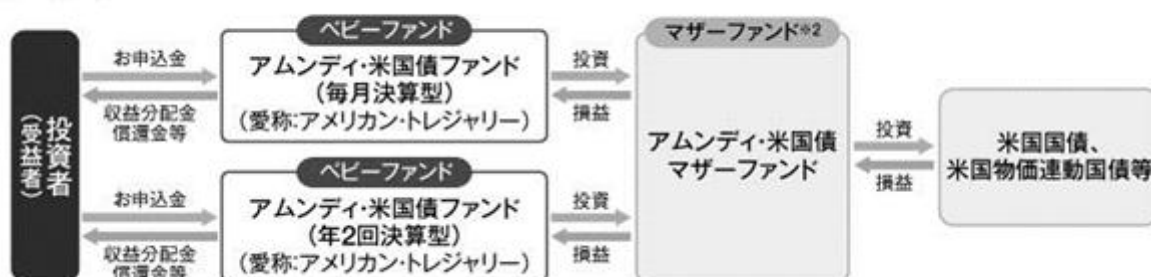 投資者
(受益者)
お申込金
収益分配金
償還金等
ベビーファンド
アムンディ・米国債ファンド
(毎月決算型)
(愛称:アメリカン・トレジャリー)
投資
損益
お申込金
収益分配金
償還金等
ベビーファンド
アムンディ・米国債ファンド
(年2回決算型)
(愛称:アメリカン・トレジャリー)
投資
損益
マザーファンド※2
アムンディ・米国債
マザーファンド
投資
損益
米国国債、
米国物価連動国債等